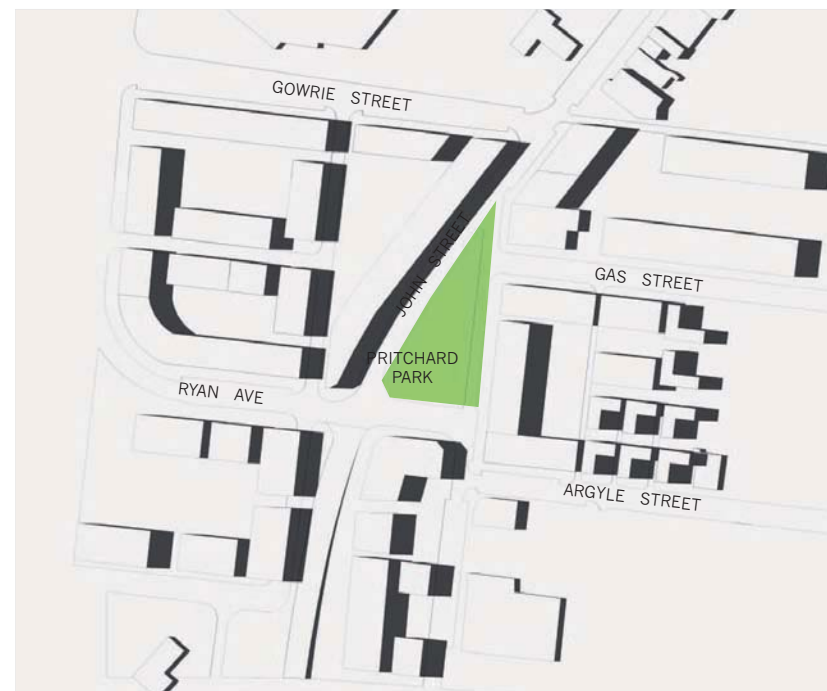 GOWRIE STREET
JOHN STREET
GAS STREET
PRITCHARD
PARK
RYAN AVE
ARGYLE STREET